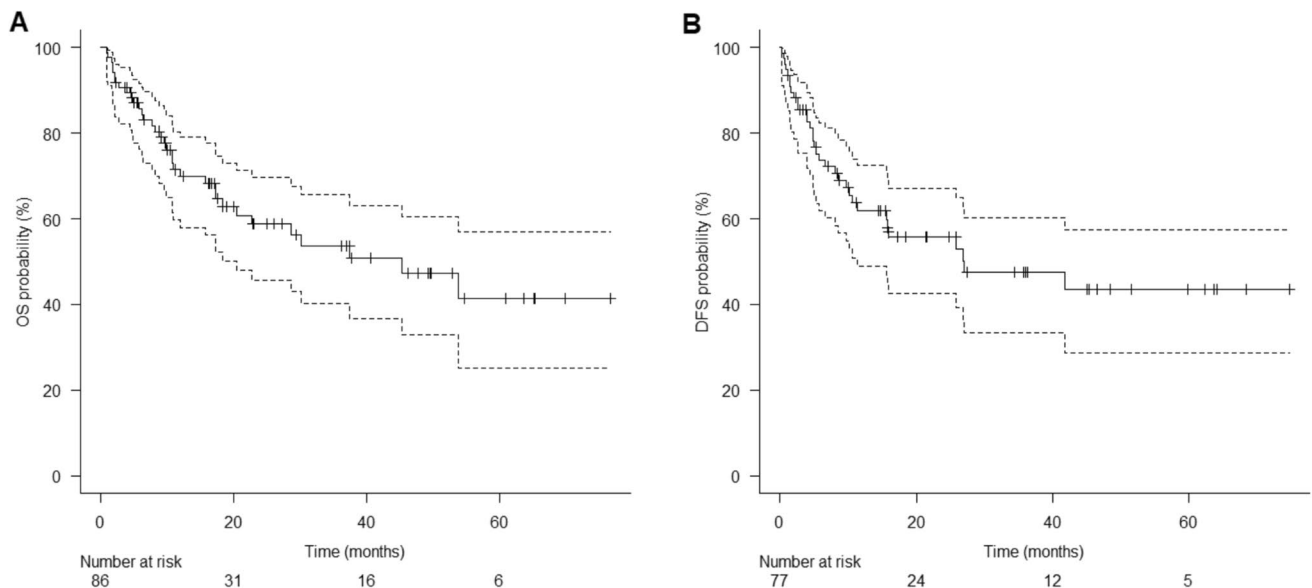 A
OS probability (%)
100
80
60
40
20
0
0 20 40 60
Time (months)
Number at risk
86 31 16 6
B
DFS probability (%)
100
80
60
40
20
0
0 20 40 60
Time (months)
Number at risk
77 24 12 5